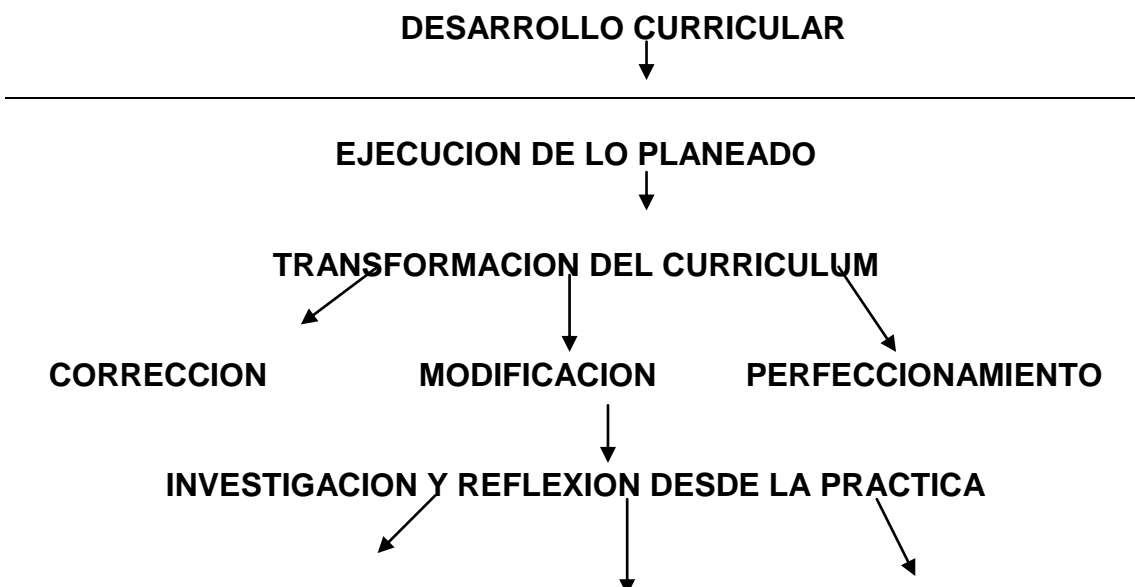 DESARROLLO CURRICULAR
EJECUCION DE LO PLANEADO
TRANSFORMACION DEL CURRICULUM
CORRECCION MODIFICACION PERFECCIONAMIENTO
INVESTIGACION Y REFLEXION DESDE LA PRACTICA